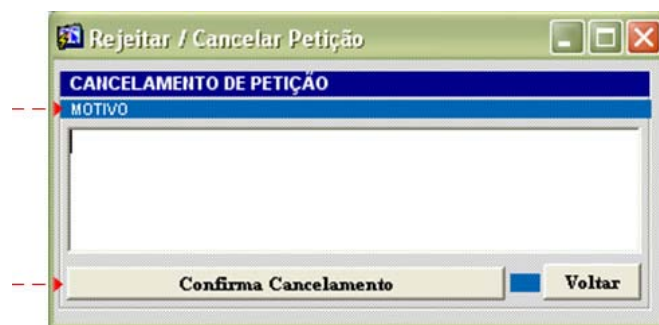 Rejeitar / Cancelar Petição
CANCELAMENTO DE PETIÇÃO
MOTIVO
Confirma Cancelamento
Voltar